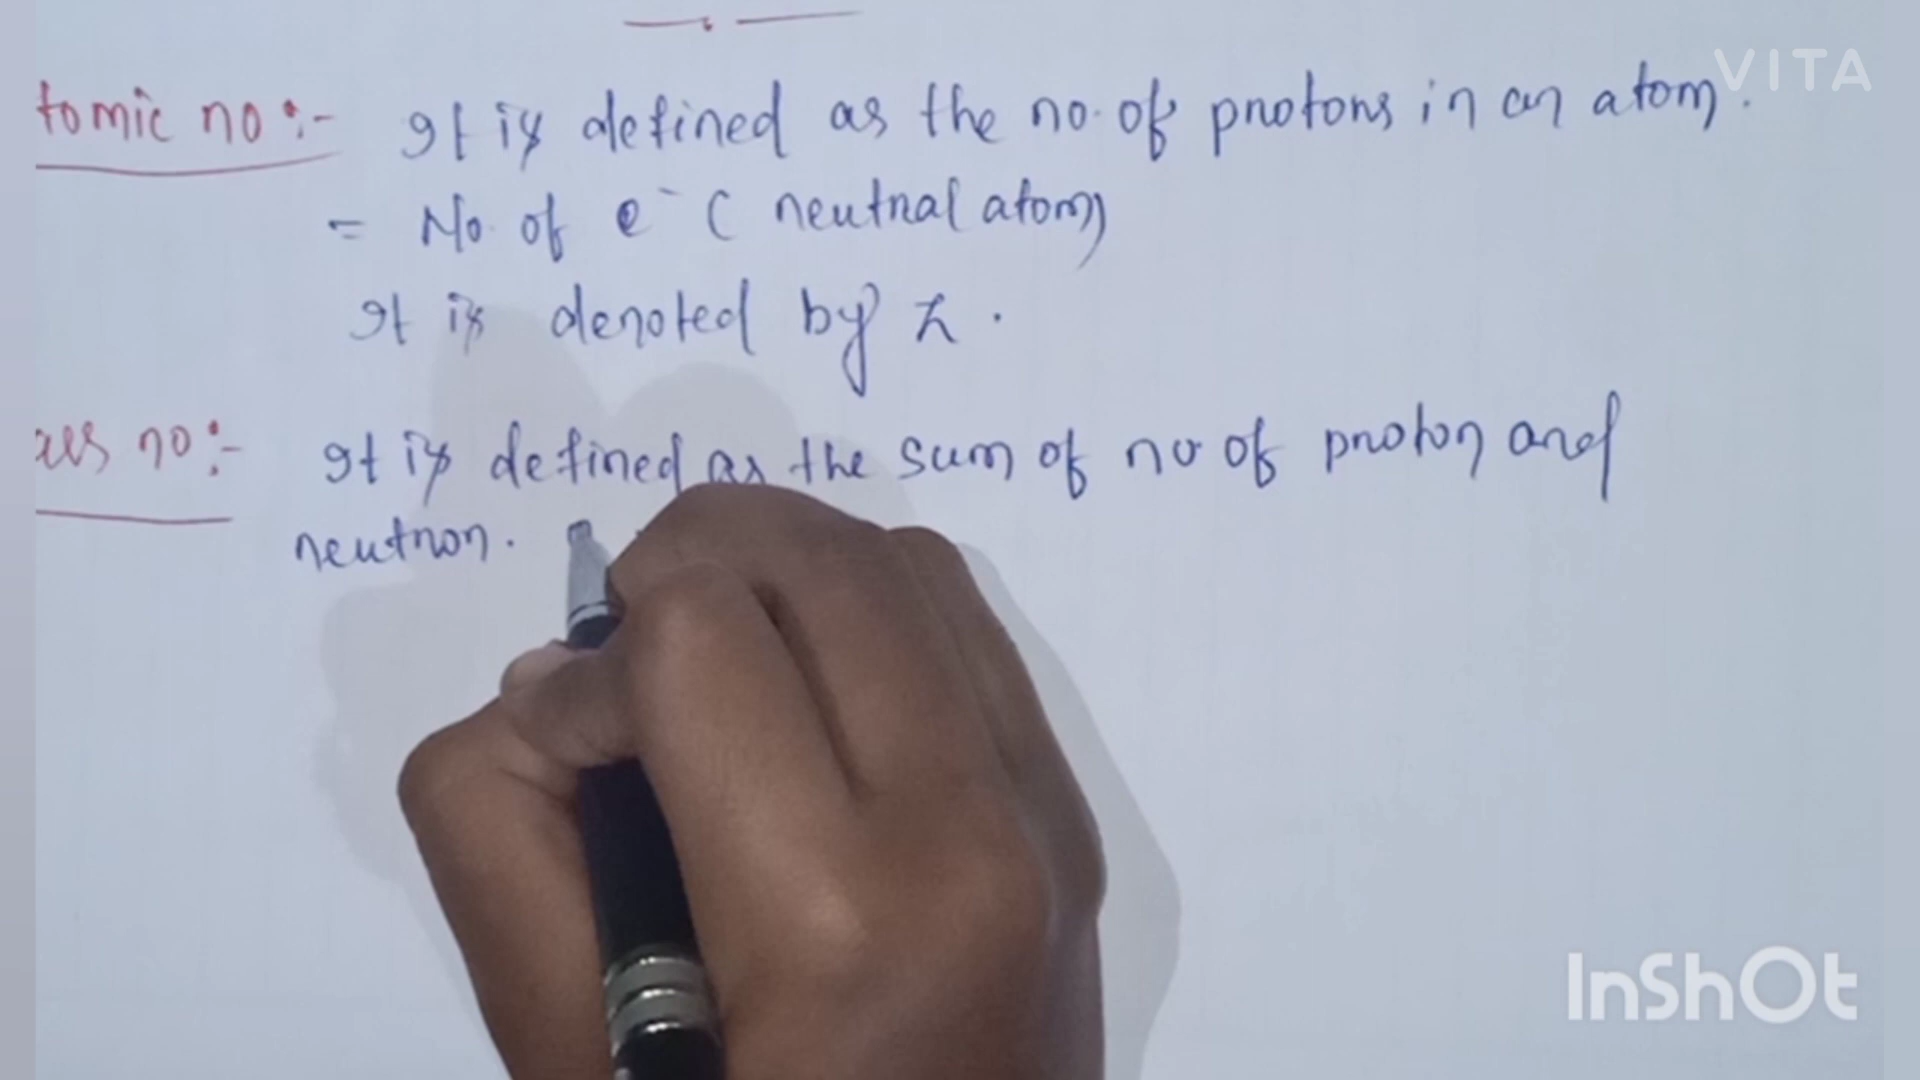 VITA
tomic no:- It is defined as the no. of protons in an atom.
= No. of e⁻ ( neutral atom)
It is denoted by Z.
ass no:- It is defined as the sum of no of proton and
neutron.
InShOt